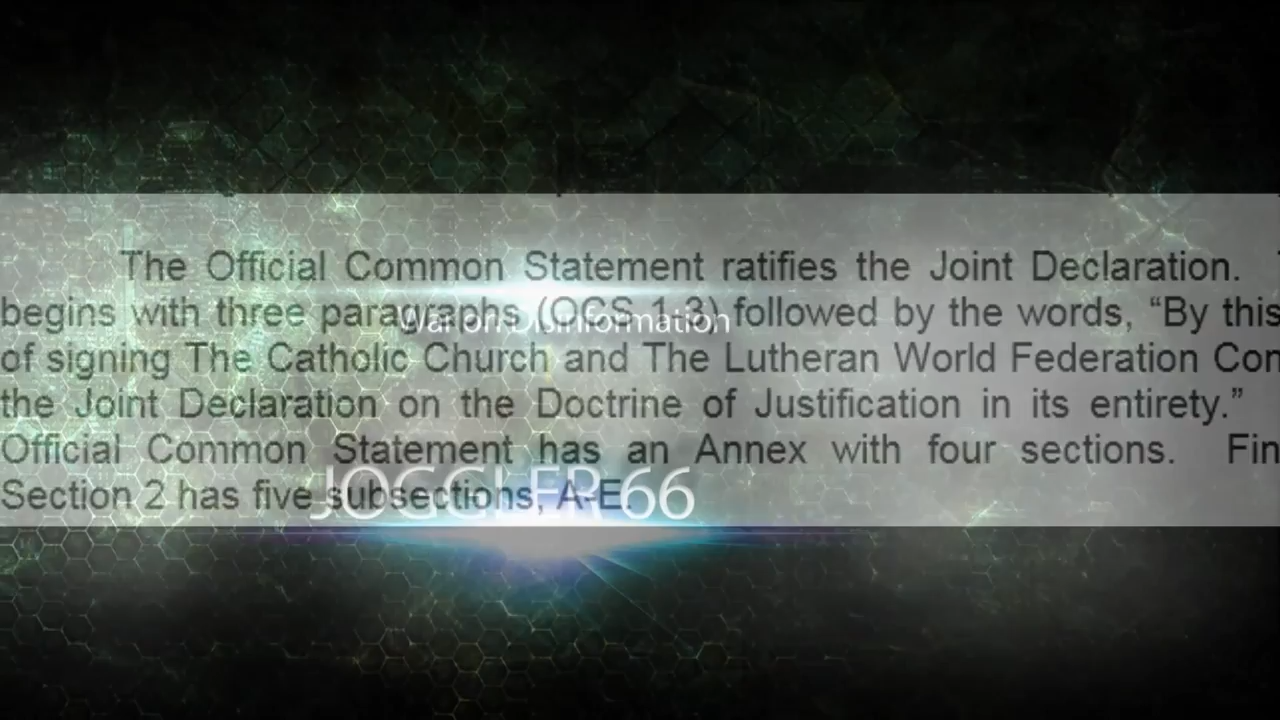 The Official Common Statement ratifies the Joint Declaration.
begins with three paragraphs (OCS 1-3) followed by the words, “By this
War on Disinformation
of signing The Catholic Church and The Lutheran World Federation Con
the Joint Declaration on the Doctrine of Justification in its entirety.”
Official Common Statement has an Annex with four sections. Fin
Section 2 has five subsections, A-E.
JOGGLER 66